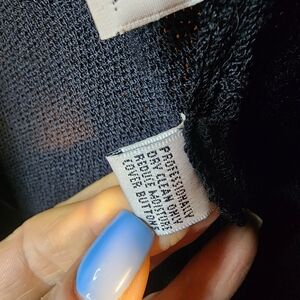 PROFESSIONALLY
DRY CLEAN ONLY
REDUCE MOISTURE
COVER BUTTONS